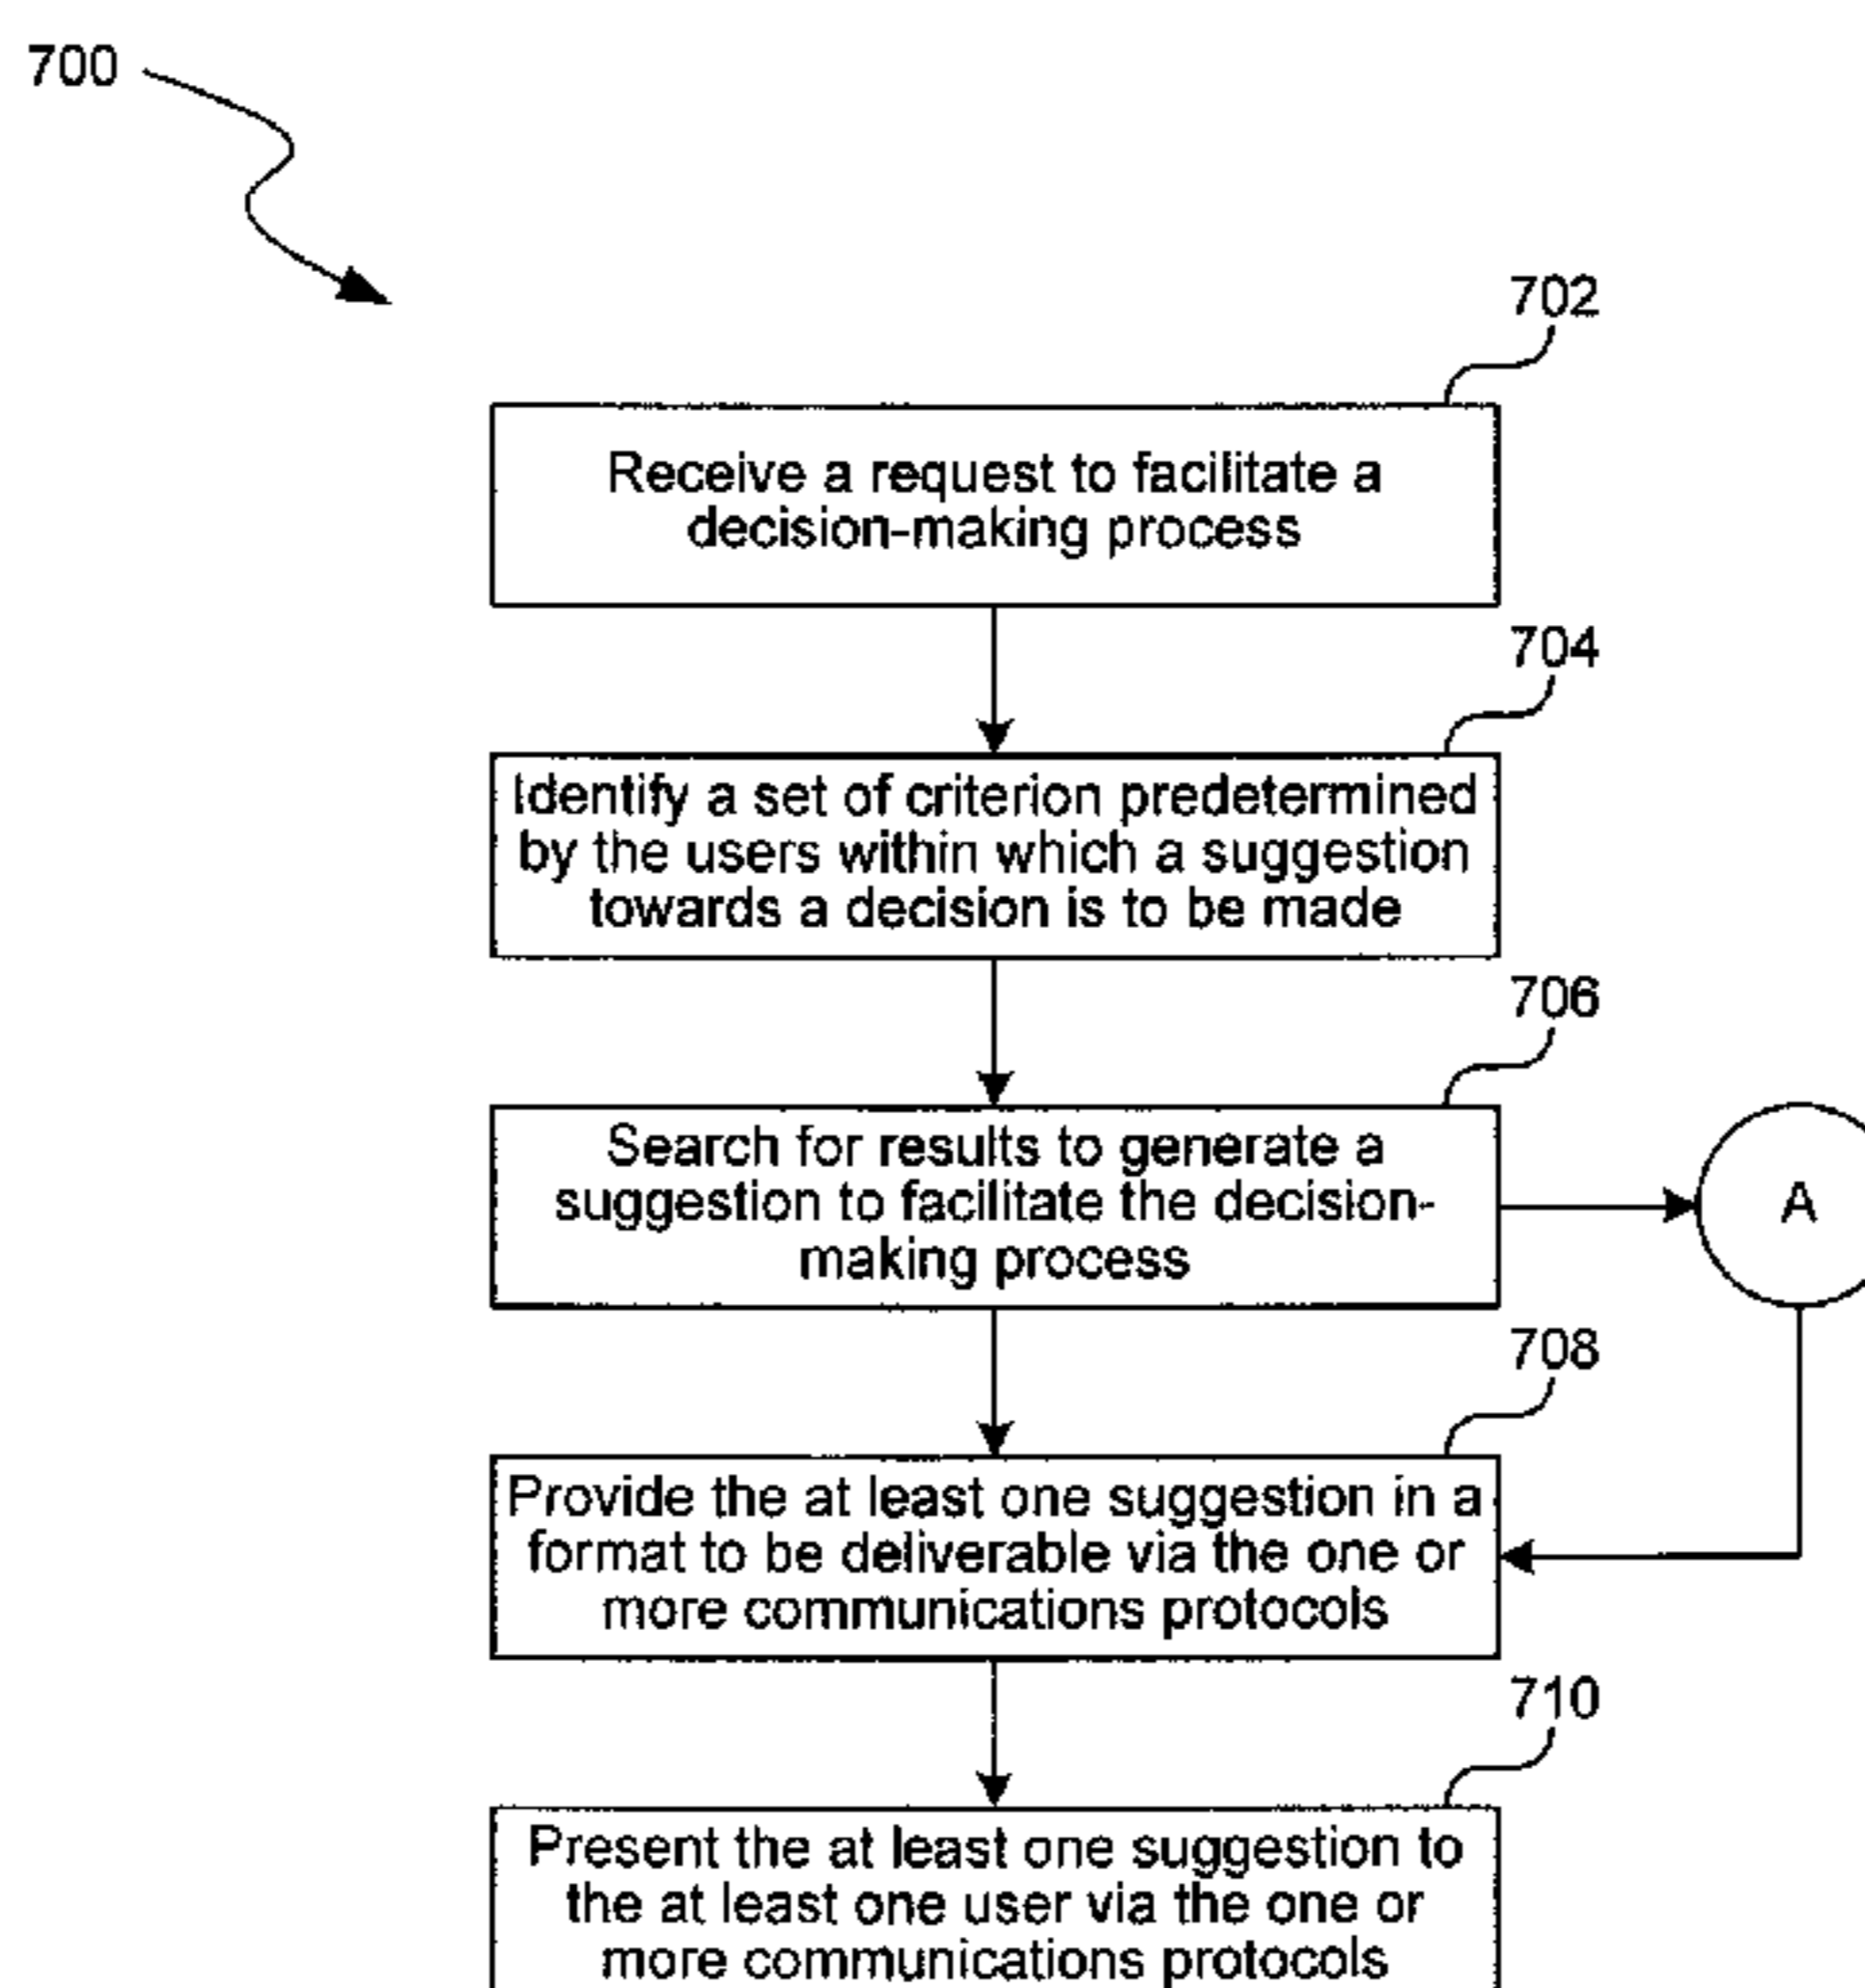 700
702
Receive a request to facilitate a
decision-making process
704
Identify a set of criterion predetermined
by the users within which a suggestion
towards a decision is to be made
706
Search for results to generate a
suggestion to facilitate the decision-
making process
A
708
Provide the at least one suggestion in a
format to be deliverable via the one or
more communications protocols
710
Present the at least one suggestion to
the at least one user via the one or
more communications protocols